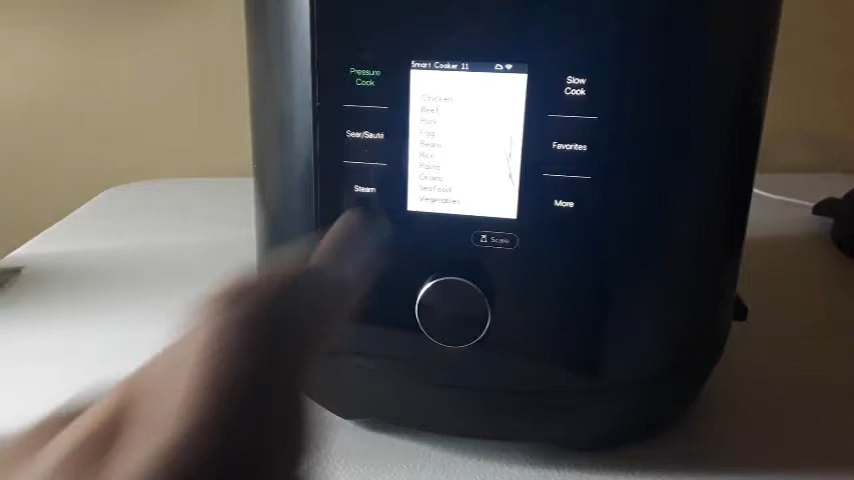 Smart Cooker 11
Pressure
Cook
Sear/Sauté
Steam
Chicken
Beef
Pork
Egg
Beans
Rice
Pasta
Grains
Seafood
Vegetables
Slow
Cook
Favorites
More
Scale